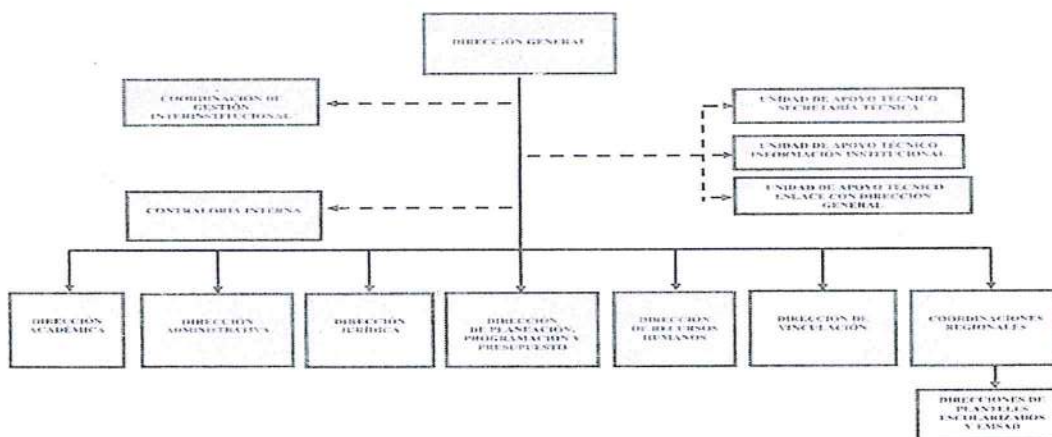 DIRECCIÓN GENERAL
COORDINACIÓN DE
GESTIÓN
INTERINSTITUCIONAL
UNIDAD DE APOYO TÉCNICO
SECRETARÍA TÉCNICA
UNIDAD DE APOYO TÉCNICO
INFORMACIÓN INSTITUCIONAL
UNIDAD DE APOYO TÉCNICO
ENLACE CON DIRECCIÓN
GENERAL
CONTRALORÍA INTERNA
DIRECCIÓN
ACADÉMICA
DIRECCIÓN
ADMINISTRATIVA
DIRECCIÓN
JURÍDICA
DIRECCIÓN
DE PLANEACIÓN,
PROGRAMACIÓN Y
PRESUPUESTO
DIRECCIÓN
DE RECURSOS
HUMANOS
DIRECCIÓN DE
VINCULACIÓN
COORDINACIONES
REGIONALES
DIRECCIONES DE
PLANTELES
ESCOLARIZADOS
Y EMSAD